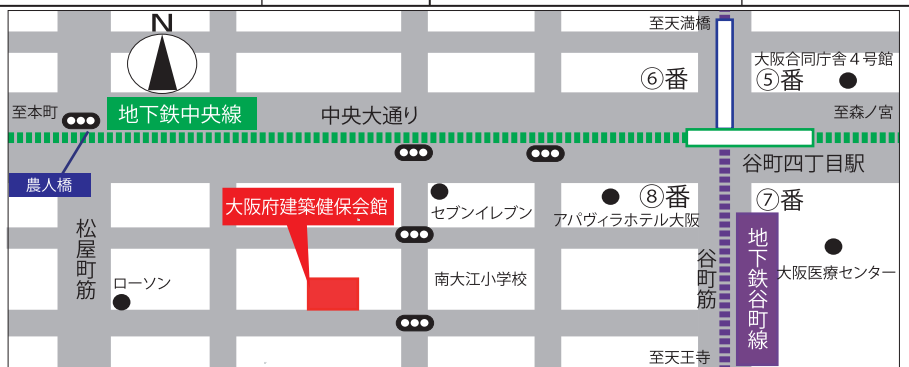 N
至天満橋
⑥番
大阪合同庁舎4号館
⑤番
至本町
地下鉄中央線
中央大通り
至森ノ宮
農人橋
谷町四丁目駅
大阪府建築健保会館
セブンイレブン
⑧番
アパヴィラホテル大阪
⑦番
松屋町筋
ローソン
南大江小学校
谷町筋
地下鉄谷町線
大阪医療センター
至天王寺